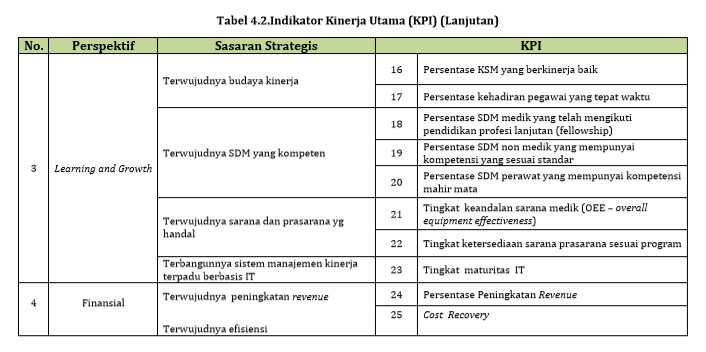 Tabel 4.2.Indikator Kinerja Utama (KPI) (Lanjutan)
No. Perspektif Sasaran Strategis KPI
3 Learning and Growth
Terwujudnya budaya kinerja
16 Persentase KSM yang berkinerja baik
17 Persentase kehadiran pegawai yang tepat waktu
Terwujudnya SDM yang kompeten
18 Persentase SDM medik yang telah mengikuti
pendidikan profesi lanjutan (fellowship)
19 Persentase SDM non medik yang mempunyai
kompetensi yang sesuai standar
20 Persentase SDM perawat yang mempunyai kompetensi
mahir mata
Terwujudnya sarana dan prasarana yg
handal
21 Tingkat keandalan sarana medik (OEE – overall
equipment effectiveness)
22 Tingkat ketersediaan sarana prasarana sesuai program
Terbangunnya sistem manajemen kinerja
terpadu berbasis IT
23 Tingkat maturitas IT
4 Finansial
Terwujudnya peningkatan revenue
24 Persentase Peningkatan Revenue
Terwujudnya efisiensi
25 Cost Recovery